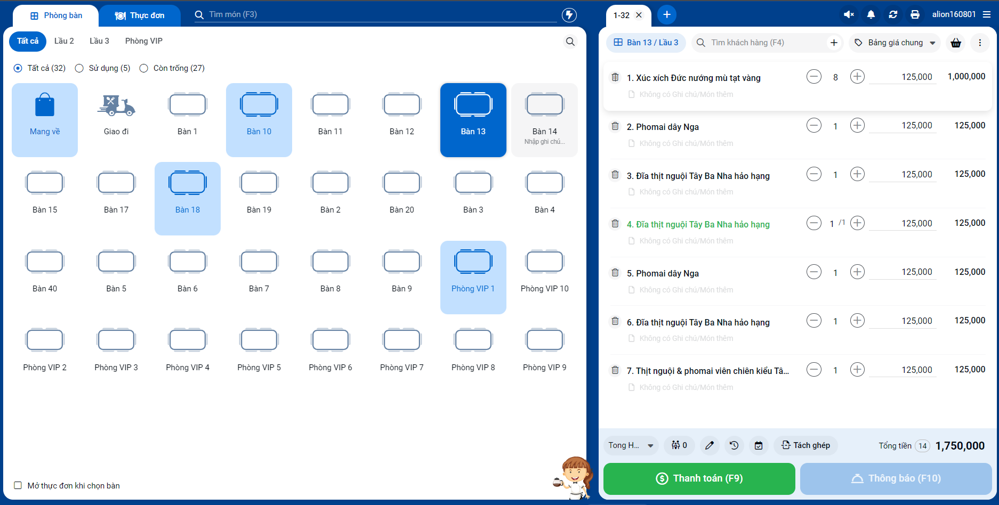 Phòng bàn
Thực đơn
Tìm món (F3)
1-32
alion160801
Tất cả
Lầu 2
Lầu 3
Phòng VIP
Tất cả (32)
Sử dụng (5)
Còn trống (27)
Mang về
Giao đi
Bàn 1
Bàn 10
Bàn 11
Bàn 12
Bàn 13
Bàn 14
Nhập ghi chú...
Bàn 15
Bàn 17
Bàn 18
Bàn 19
Bàn 2
Bàn 20
Bàn 3
Bàn 4
Bàn 40
Bàn 5
Bàn 6
Bàn 7
Bàn 8
Bàn 9
Phòng VIP 1
Phòng VIP 10
Phòng VIP 2
Phòng VIP 3
Phòng VIP 4
Phòng VIP 5
Phòng VIP 6
Phòng VIP 7
Phòng VIP 8
Phòng VIP 9
Mở thực đơn khi chọn bàn
Bàn 13 / Lầu 3
Tìm khách hàng (F4)
Bảng giá chung
1. Xúc xích Đức nướng mù tạt vàng 8 125,000 1,000,000
Không có Ghi chú/Món thêm
2. Phomai dây Nga 1 125,000 125,000
Không có Ghi chú/Món thêm
3. Đĩa thịt nguội Tây Ba Nha hảo hạng 1 125,000 125,000
Không có Ghi chú/Món thêm
4. Đĩa thịt nguội Tây Ba Nha hảo hạng 1 /1 125,000 125,000
Không có Ghi chú/Món thêm
5. Phomai dây Nga 1 125,000 125,000
Không có Ghi chú/Món thêm
6. Đĩa thịt nguội Tây Ba Nha hảo hạng 1 125,000 125,000
Không có Ghi chú/Món thêm
7. Thịt nguội & phomai viên chiên kiểu Tâ... 1 125,000 125,000
Không có Ghi chú/Món thêm
Tong H...
0
Tách ghép
Tổng tiền 14 1,750,000
Thanh toán (F9)
Thông báo (F10)